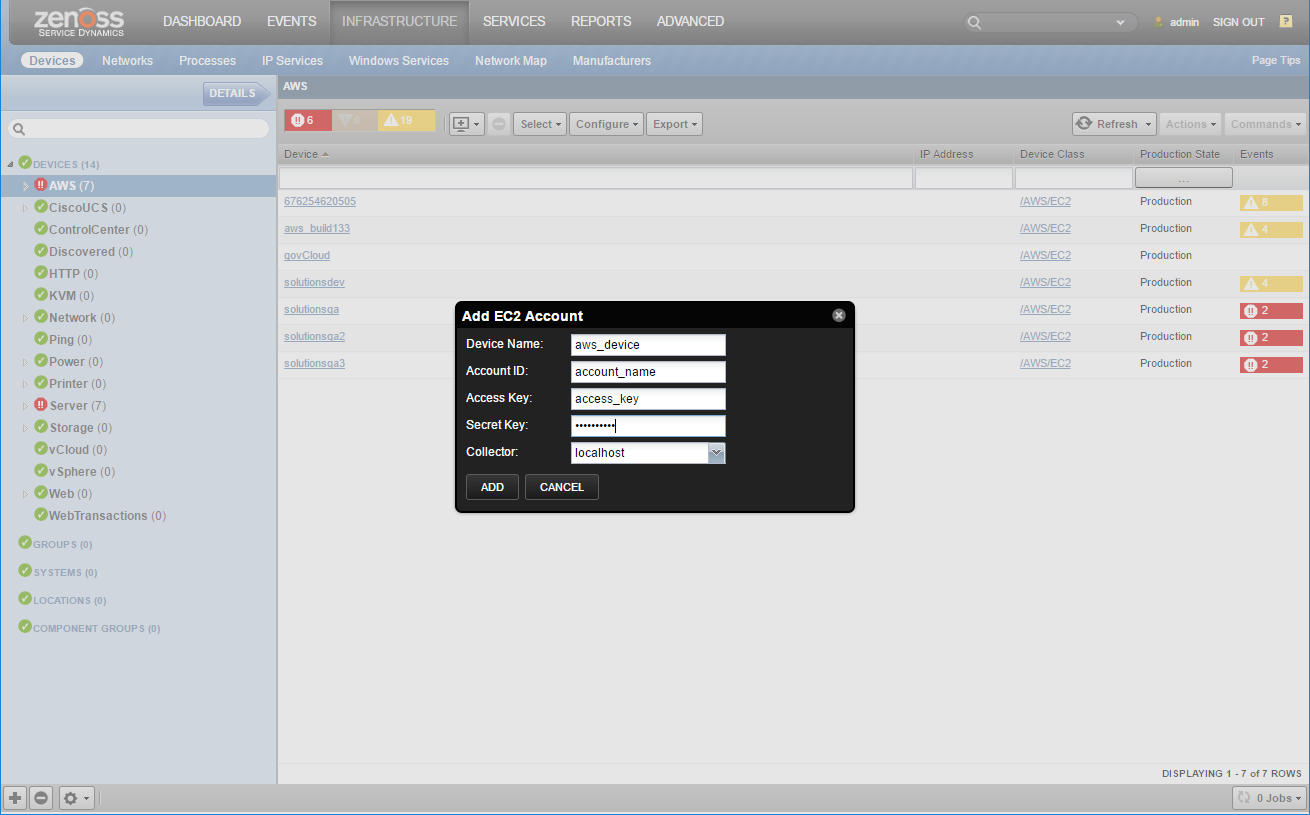 zenoss
SERVICE DYNAMICS
DASHBOARD EVENTS INFRASTRUCTURE SERVICES REPORTS ADVANCED
admin SIGN OUT ?
Devices Networks Processes IP Services Windows Services Network Map Manufacturers Page Tips
DETAILS
AWS
6 19 Select Configure Export Refresh Actions Commands
Device IP Address Device Class Production State Events
...
DEVICES (14)
AWS (7)
CiscoUCS (0)
ControlCenter (0)
Discovered (0)
HTTP (0)
KVM (0)
Network (0)
Ping (0)
Power (0)
Printer (0)
Server (7)
Storage (0)
vCloud (0)
vSphere (0)
Web (0)
WebTransactions (0)
GROUPS (0)
SYSTEMS (0)
LOCATIONS (0)
COMPONENT GROUPS (0)
676254620505 /AWS/EC2 Production
aws_build133 /AWS/EC2 Production 4
govCloud /AWS/EC2 Production
solutionsdev /AWS/EC2 Production 4
solutionsqa /AWS/EC2 Production 2
solutionsqa2 /AWS/EC2 Production 2
solutionsqa3 /AWS/EC2 Production 2
Add EC2 Account
Device Name: aws_device
Account ID: account_name
Access Key: access_key
Secret Key: ••••••••••
Collector: localhost
ADD CANCEL
DISPLAYING 1 - 7 of 7 ROWS
0 Jobs